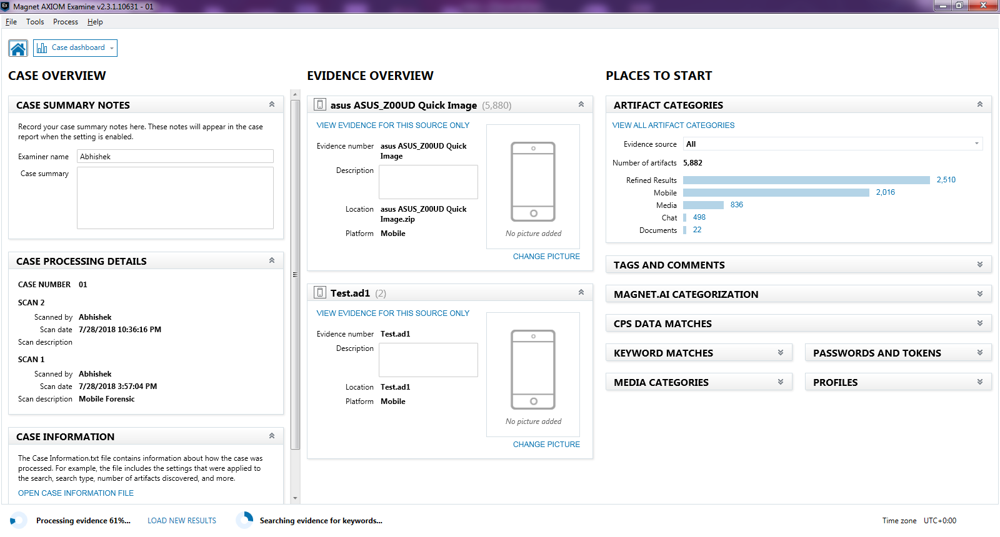 Ex Magnet AXIOM Examine v2.3.1.10631 - 01
File Tools Process Help
Case dashboard
CASE OVERVIEW
CASE SUMMARY NOTES
Record your case summary notes here. These notes will appear in the case
report when the setting is enabled.
Examiner name Abhishek
Case summary
CASE PROCESSING DETAILS
CASE NUMBER 01
SCAN 2
Scanned by Abhishek
Scan date 7/28/2018 10:36:16 PM
Scan description
SCAN 1
Scanned by Abhishek
Scan date 7/28/2018 3:57:04 PM
Scan description Mobile Forensic
CASE INFORMATION
The Case Information.txt file contains information about how the case was
processed. For example, the file includes the settings that were applied to
the search, search type, number of artifacts discovered, and more.
OPEN CASE INFORMATION FILE
EVIDENCE OVERVIEW
asus ASUS_Z00UD Quick Image (5,880)
VIEW EVIDENCE FOR THIS SOURCE ONLY
Evidence number asus ASUS_Z00UD Quick
Image
Description
Location asus ASUS_Z00UD Quick
Image.zip
Platform Mobile
No picture added
CHANGE PICTURE
Test.ad1 (2)
VIEW EVIDENCE FOR THIS SOURCE ONLY
Evidence number Test.ad1
Description
Location Test.ad1
Platform Mobile
No picture added
CHANGE PICTURE
PLACES TO START
ARTIFACT CATEGORIES
VIEW ALL ARTIFACT CATEGORIES
Evidence source All
Number of artifacts 5,882
Refined Results 2,510
Mobile 2,016
Media 836
Chat 498
Documents 22
TAGS AND COMMENTS
MAGNET.AI CATEGORIZATION
CPS DATA MATCHES
KEYWORD MATCHES
PASSWORDS AND TOKENS
MEDIA CATEGORIES
PROFILES
Processing evidence 61%... LOAD NEW RESULTS Searching evidence for keywords... Time zone UTC+0:00